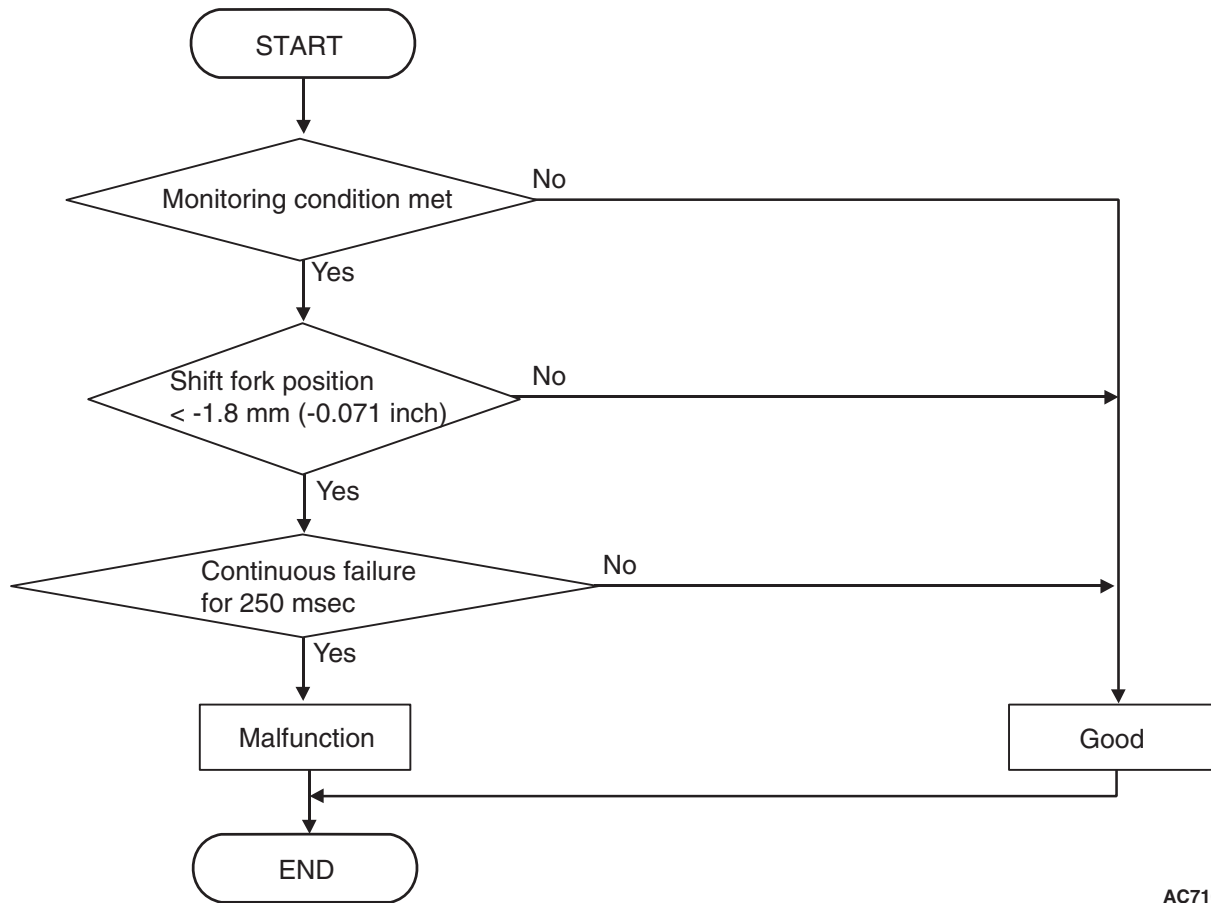 START
Monitoring condition met
No
Yes
Shift fork position
< -1.8 mm (-0.071 inch)
No
Yes
Continuous failure
for 250 msec
No
Yes
Malfunction
Good
END
AC71